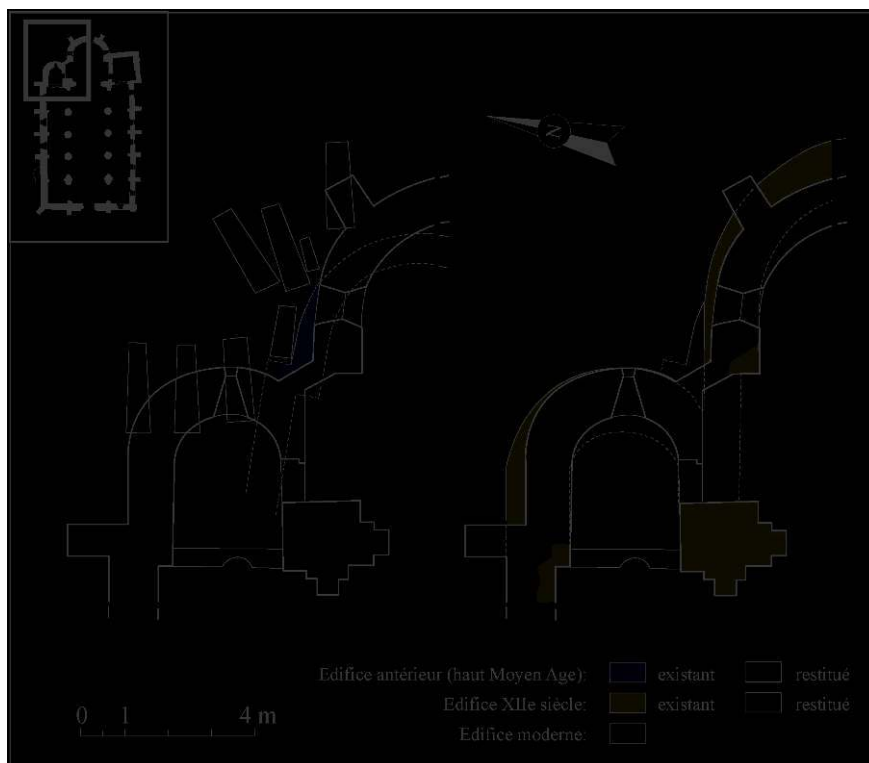 N
Edifice antérieur (haut Moyen Age): existant restitué
Edifice XIIe siècle: existant restitué
Edifice moderne:
0 1 4 m